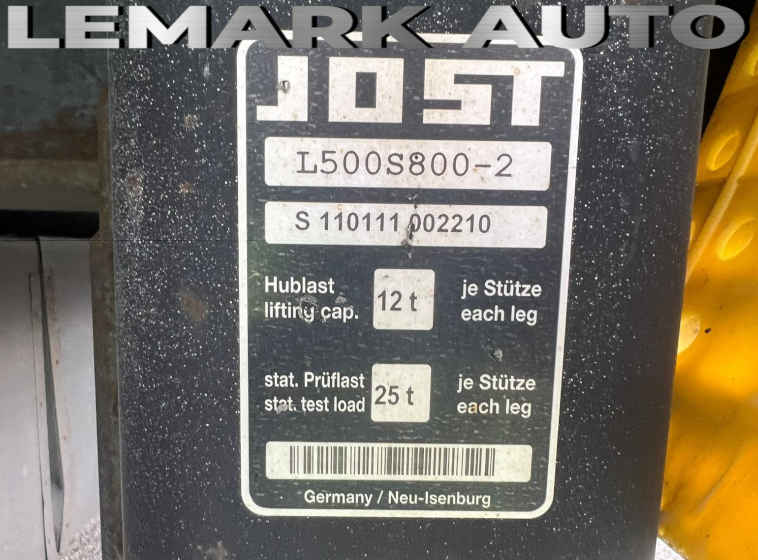 LEMARK AUTO
JOST
L500S800-2
S 110111 002210
Hublast 12 t je Stütze
lifting cap. each leg
stat. Prüflast 25 t je Stütze
stat. test load each leg
Germany / Neu-Isenburg